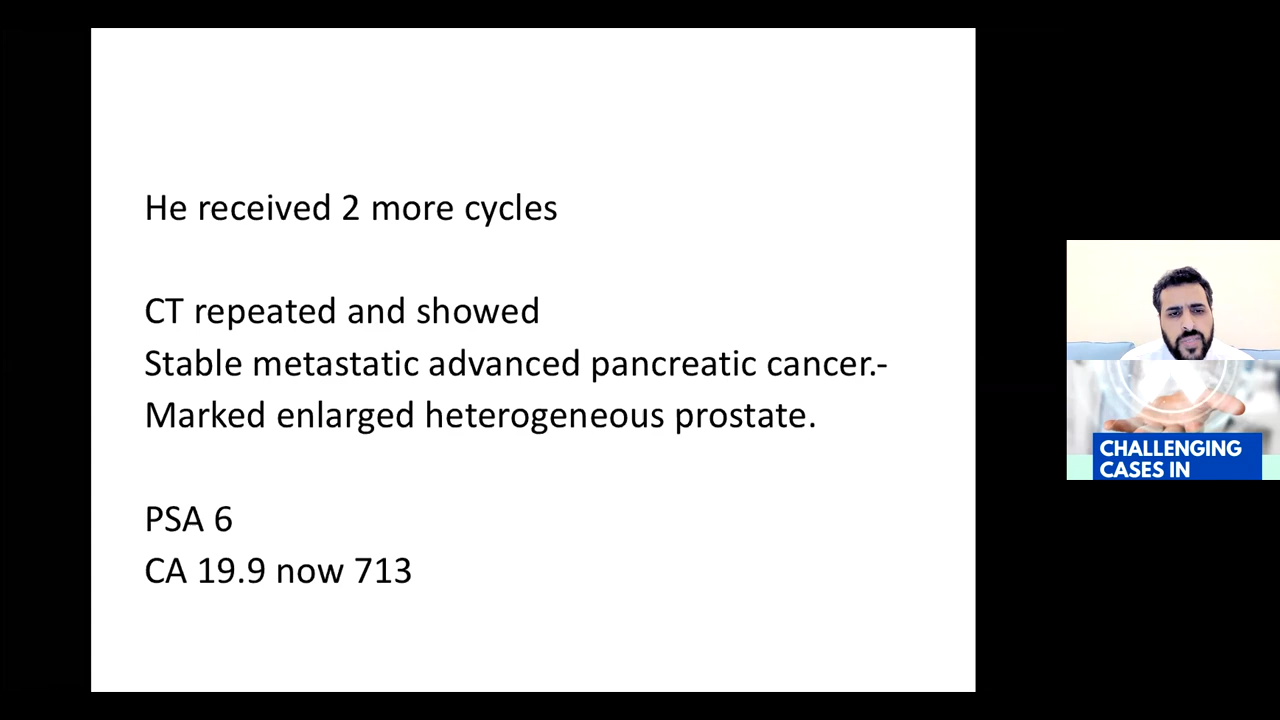 He received 2 more cycles
CT repeated and showed
Stable metastatic advanced pancreatic cancer.-
Marked enlarged heterogeneous prostate.
PSA 6
CA 19.9 now 713
CHALLENGING
CASES IN